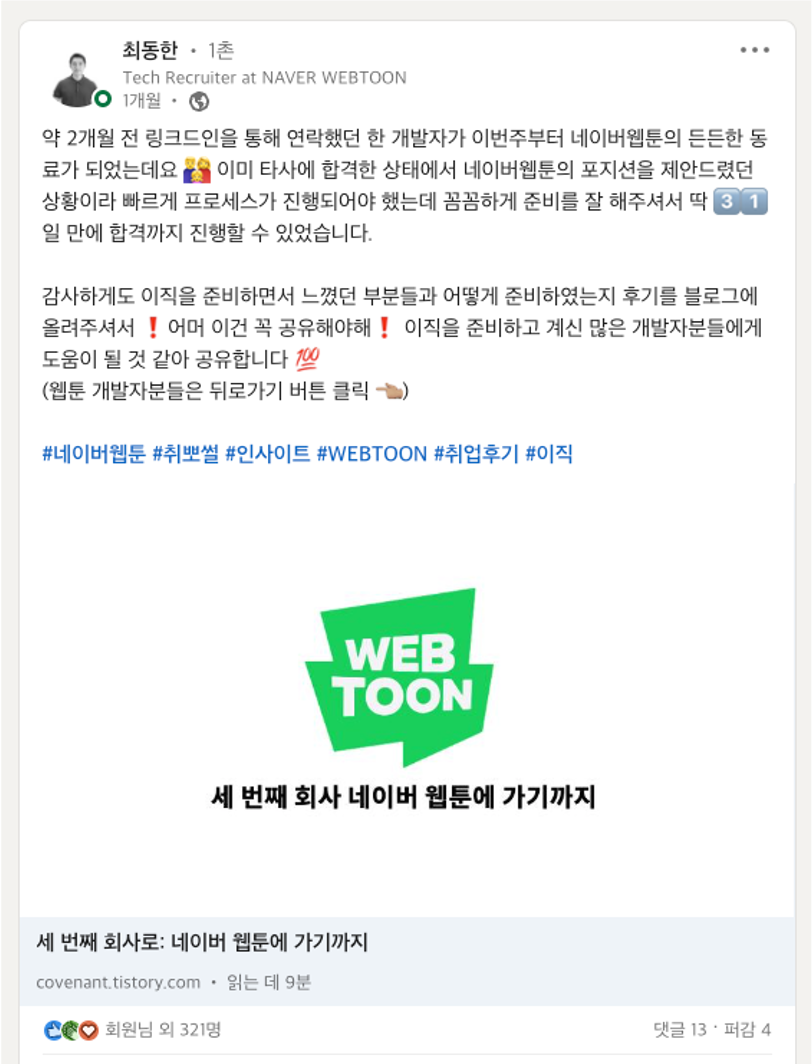 최동한 • 1촌
Tech Recruiter at NAVER WEBTOON
1개월 •
약 2개월 전 링크드인을 통해 연락했던 한 개발자가 이번주부터 네이버웹툰의 든든한 동
료가 되었는데요 👩‍❤️‍👨 이미 타사에 합격한 상태에서 네이버웹툰의 포지션을 제안드렸던
상황이라 빠르게 프로세스가 진행되어야 했는데 꼼꼼하게 준비를 잘 해주셔서 딱 3️⃣1️⃣
일 만에 합격까지 진행할 수 있었습니다.
감사하게도 이직을 준비하면서 느꼈던 부분들과 어떻게 준비하였는지 후기를 블로그에
올려주셔서 ❗ 어머 이건 꼭 공유해야해❗ 이직을 준비하고 계신 많은 개발자분들에게
도움이 될 것 같아 공유합니다 💯
(웹툰 개발자분들은 뒤로가기 버튼 클릭 👈🏽)
#네이버웹툰 #취뽀썰 #인사이트 #WEBTOON #취업후기 #이직
WEB
TOON
세 번째 회사 네이버 웹툰에 가기까지
세 번째 회사로: 네이버 웹툰에 가기까지
covenant.tistory.com • 읽는 데 9분
회원님 외 321명
댓글 13 · 퍼감 4